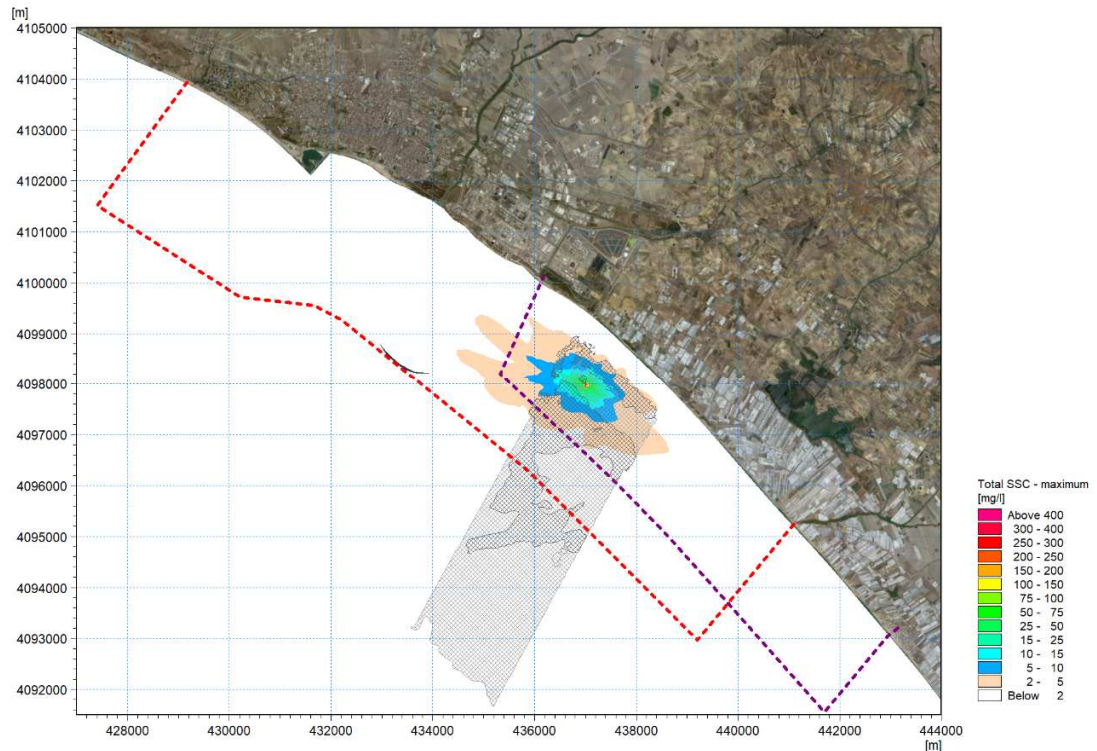 [m]
4105000
4104000
4103000
4102000
4101000
4100000
4099000
4098000
4097000
4096000
4095000
4094000
4093000
4092000
428000 430000 432000 434000 436000 438000 440000 442000 444000
[m]
Total SSC - maximum
[mg/l]
Above 400
300 - 400
250 - 300
200 - 250
150 - 200
100 - 150
75 - 100
50 - 75
25 - 50
15 - 25
10 - 15
5 - 10
2 - 5
Below 2